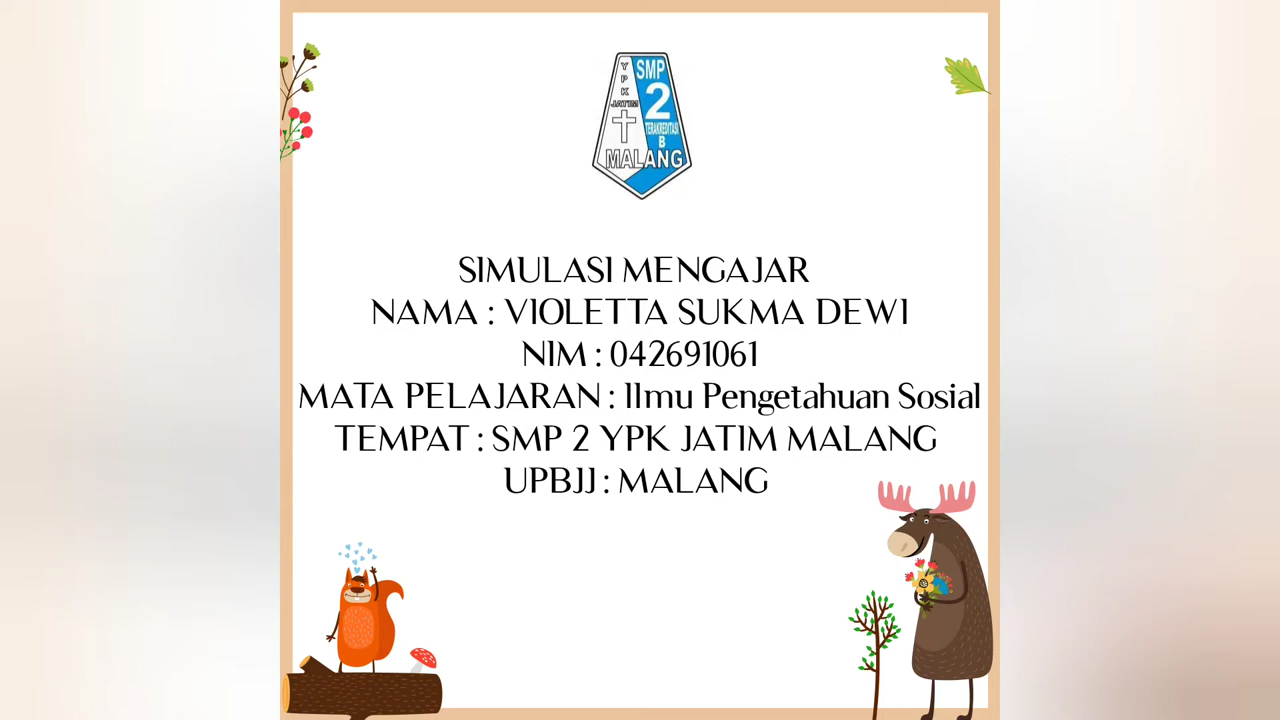 YPK
JATIM
SMP
2
TERAKREDITASI
B
MALANG
SIMULASI MENGAJAR
NAMA : VIOLETTA SUKMA DEWI
NIM : 042691061
MATA PELAJARAN : Ilmu Pengetahuan Sosial
TEMPAT : SMP 2 YPK JATIM MALANG
UPBJJ : MALANG